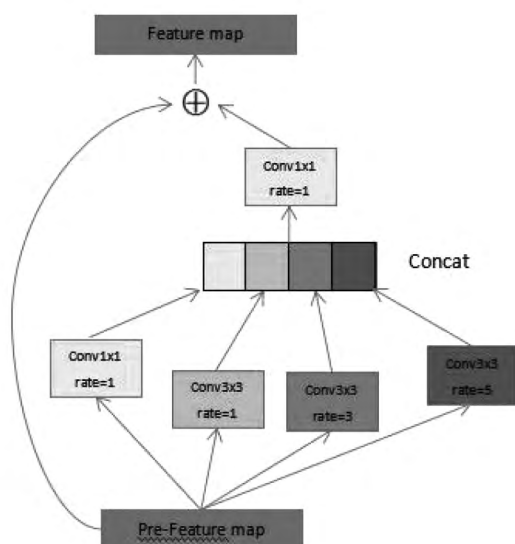 Feature map
Conv1x1
rate=1
Concat
Conv1x1
rate=1
Conv3x3
rate=1
Conv3x3
rate=3
Conv3x3
rate=5
Pre-Feature map